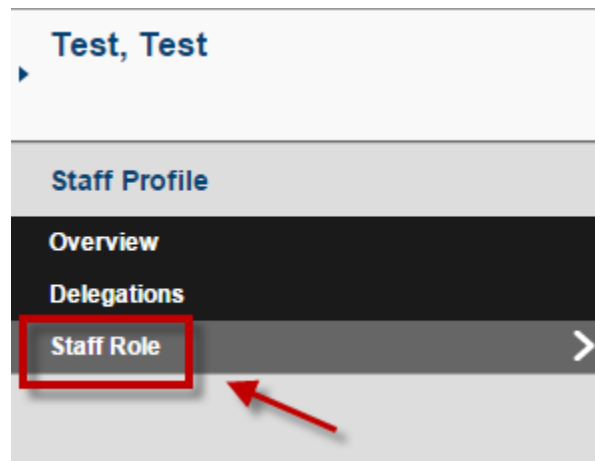 Test, Test
Staff Profile
Overview
Delegations
Staff Role